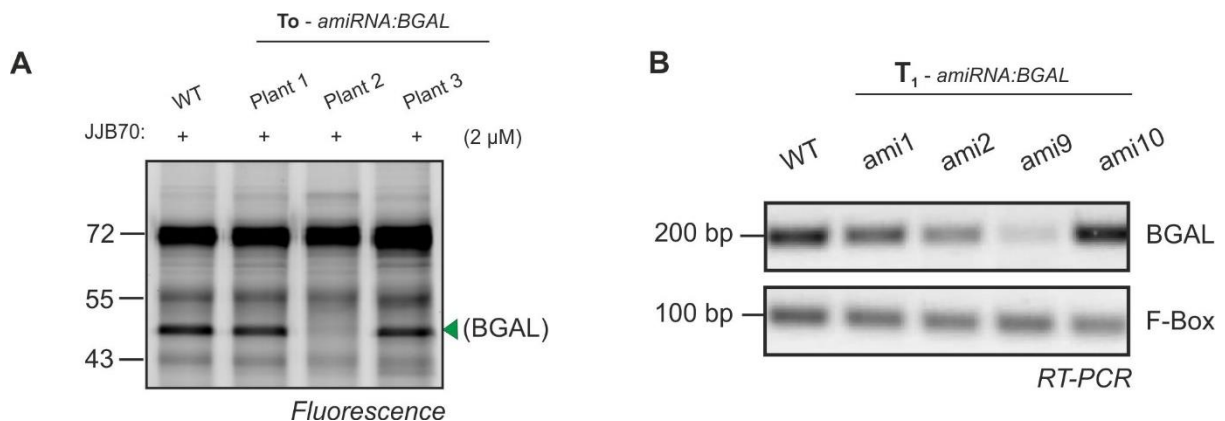 A
To - amiRNA:BGAL
WT Plant 1 Plant 2 Plant 3
JJB70: + + + + (2 µM)
72
55
(BGAL)
43
Fluorescence
B
T1 - amiRNA:BGAL
WT ami1 ami2 ami9 ami10
200 bp BGAL
100 bp F-Box
RT-PCR